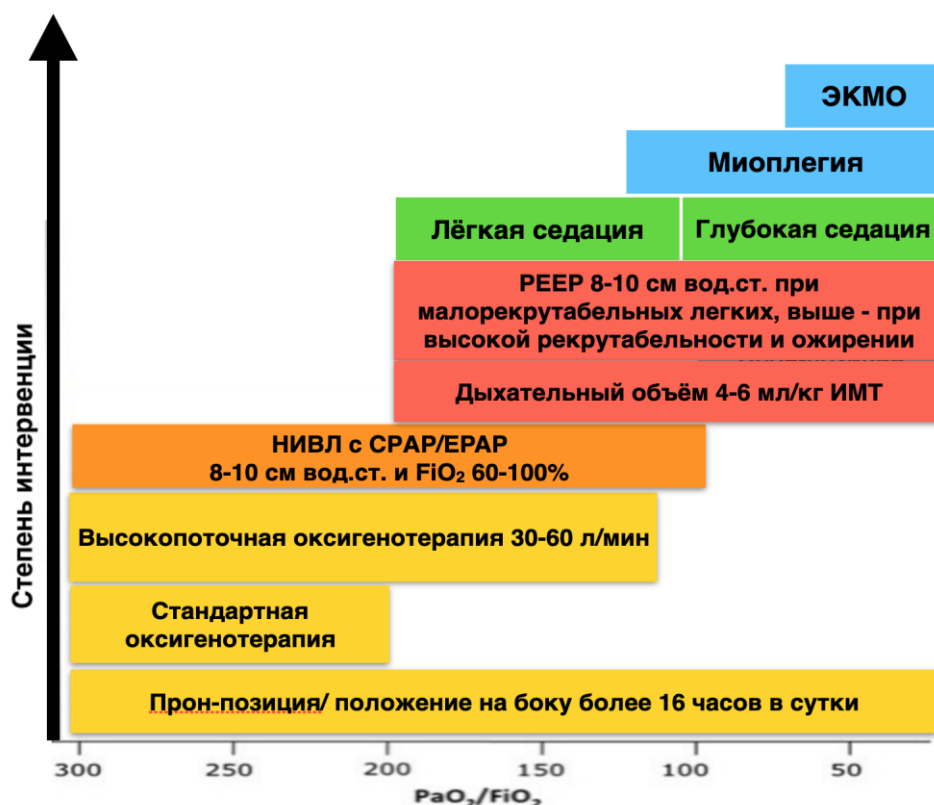 ЭКМО
Миоплегия
Лёгкая седация
Глубокая седация
PEEP 8-10 см вод.ст. при
малорекрутабельных легких, выше - при
высокой рекрутабельности и ожирении
Дыхательный объём 4-6 мл/кг ИМТ
НИВЛ с CPAP/EPAP
8-10 см вод.ст. и FiO₂ 60-100%
Высокопоточная оксигенотерапия 30-60 л/мин
Стандартная
оксигенотерапия
Прон-позиция/ положение на боку более 16 часов в сутки
Степень интервенции
300 250 200 150 100 50
PaO₂/FiO₂